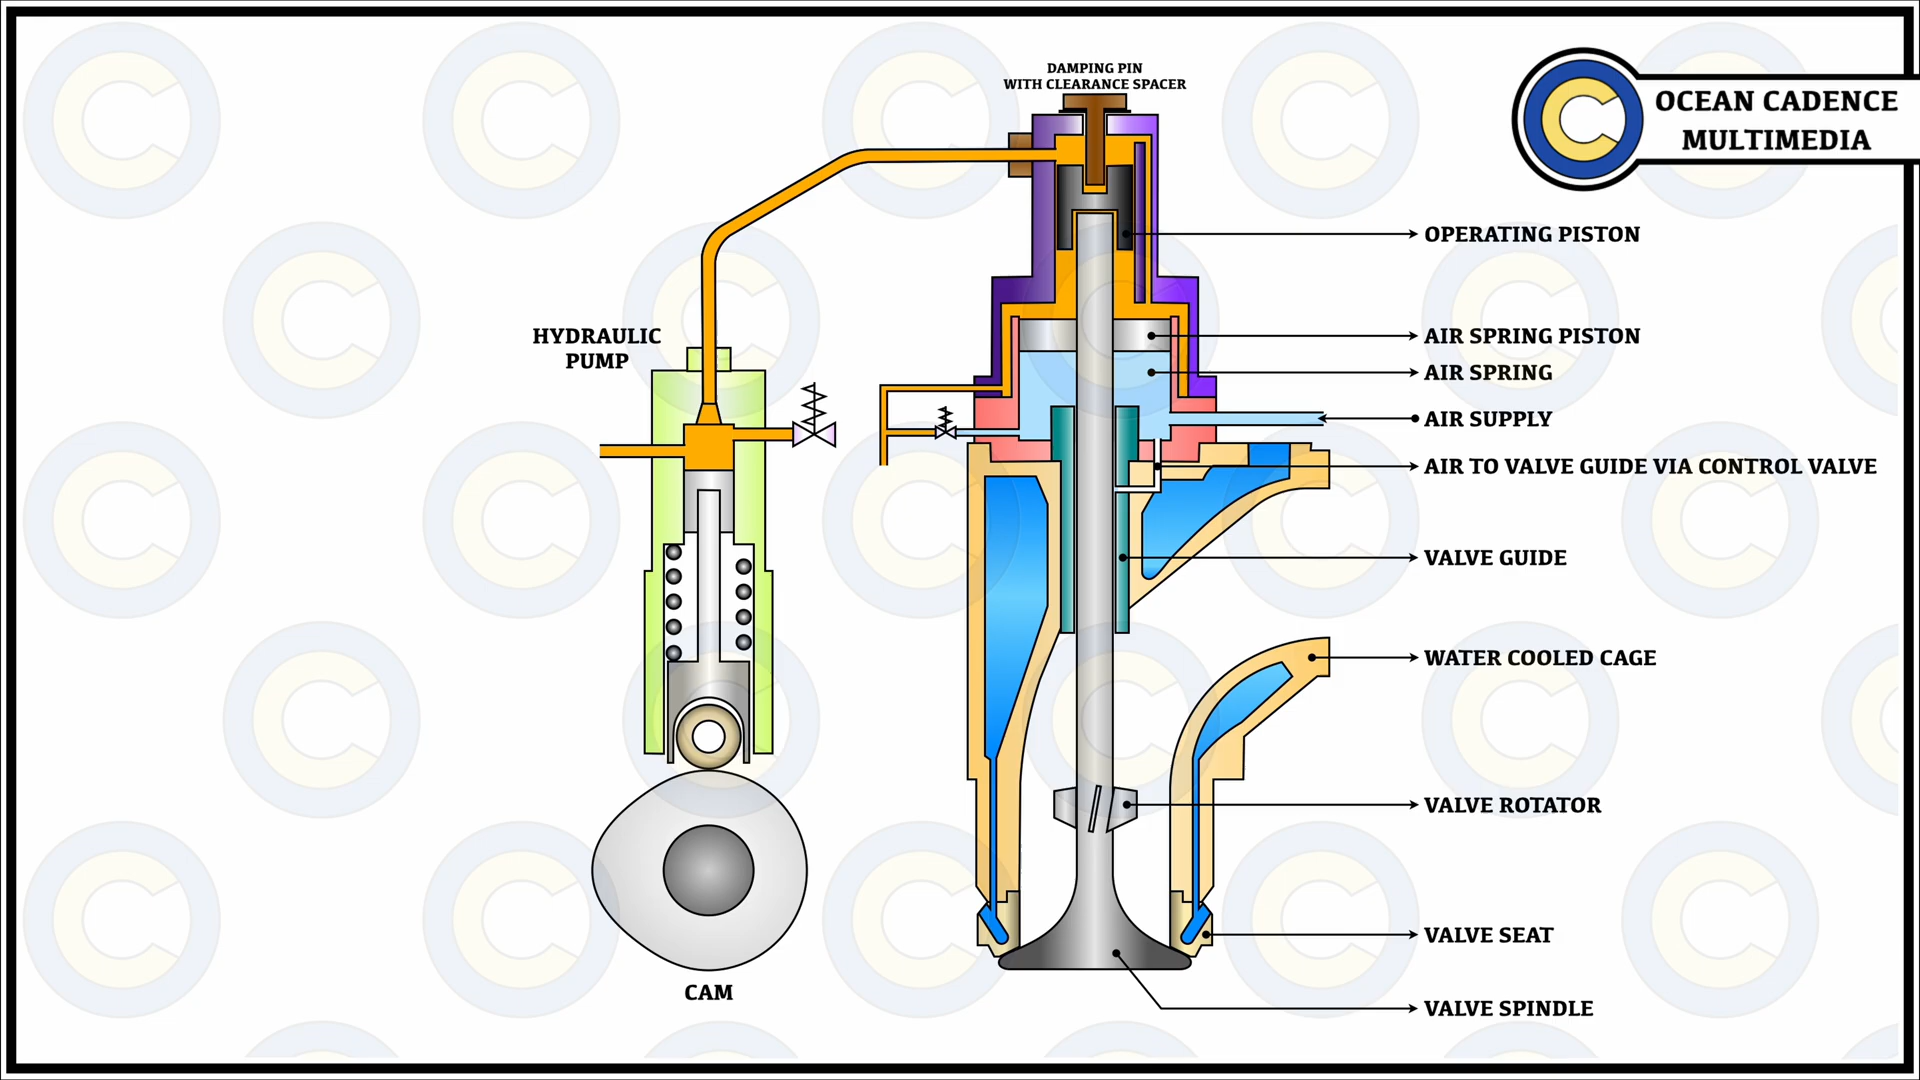 DAMPING PIN
WITH CLEARANCE SPACER
OCEAN CADENCE
MULTIMEDIA
OPERATING PISTON
HYDRAULIC
PUMP
AIR SPRING PISTON
AIR SPRING
AIR SUPPLY
AIR TO VALVE GUIDE VIA CONTROL VALVE
VALVE GUIDE
WATER COOLED CAGE
VALVE ROTATOR
VALVE SEAT
CAM
VALVE SPINDLE